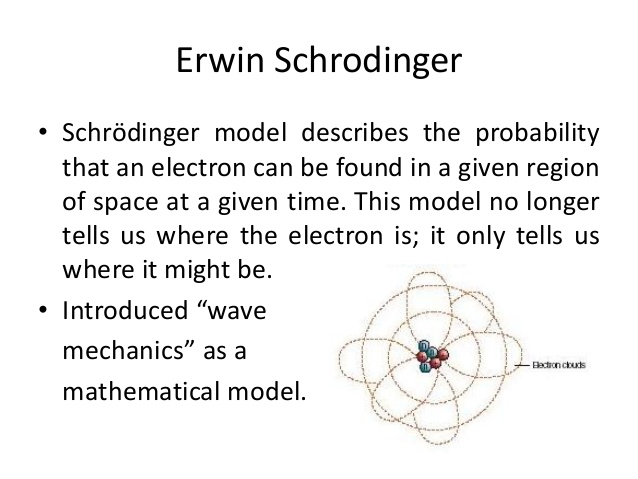 Erwin Schrodinger
• Schrödinger model describes the probability
that an electron can be found in a given region
of space at a given time. This model no longer
tells us where the electron is; it only tells us
where it might be.
• Introduced “wave
mechanics” as a
mathematical model.
Electron clouds